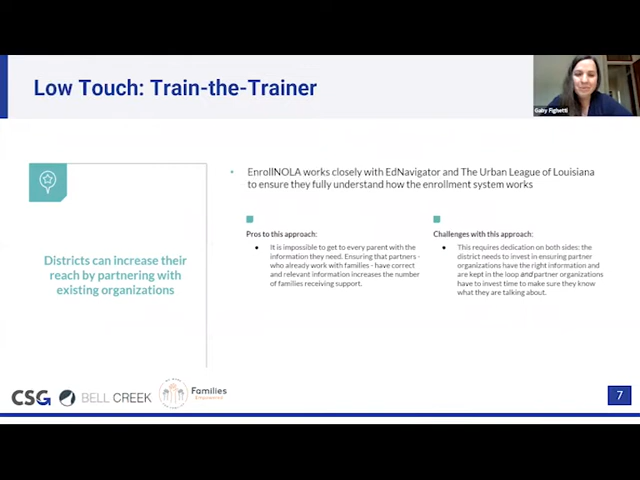 Low Touch: Train-the-Trainer
Gaby Fighetti
• EnrollNOLA works closely with EdNavigator and The Urban League of Louisiana
to ensure they fully understand how the enrollment system works
Districts can increase their
reach by partnering with
existing organizations
Pros to this approach:
● It is impossible to get to every parent with the
information they need. Ensuring that partners -
who already work with families - have correct
and relevant information increases the number
of families receiving support.
Challenges with this approach:
● This requires dedication on both sides: the
district needs to invest in ensuring partner
organizations have the right information and
are kept in the loop and partner organizations
have to invest time to make sure they know
what they are talking about.
CSG
BELL CREEK
Families
7